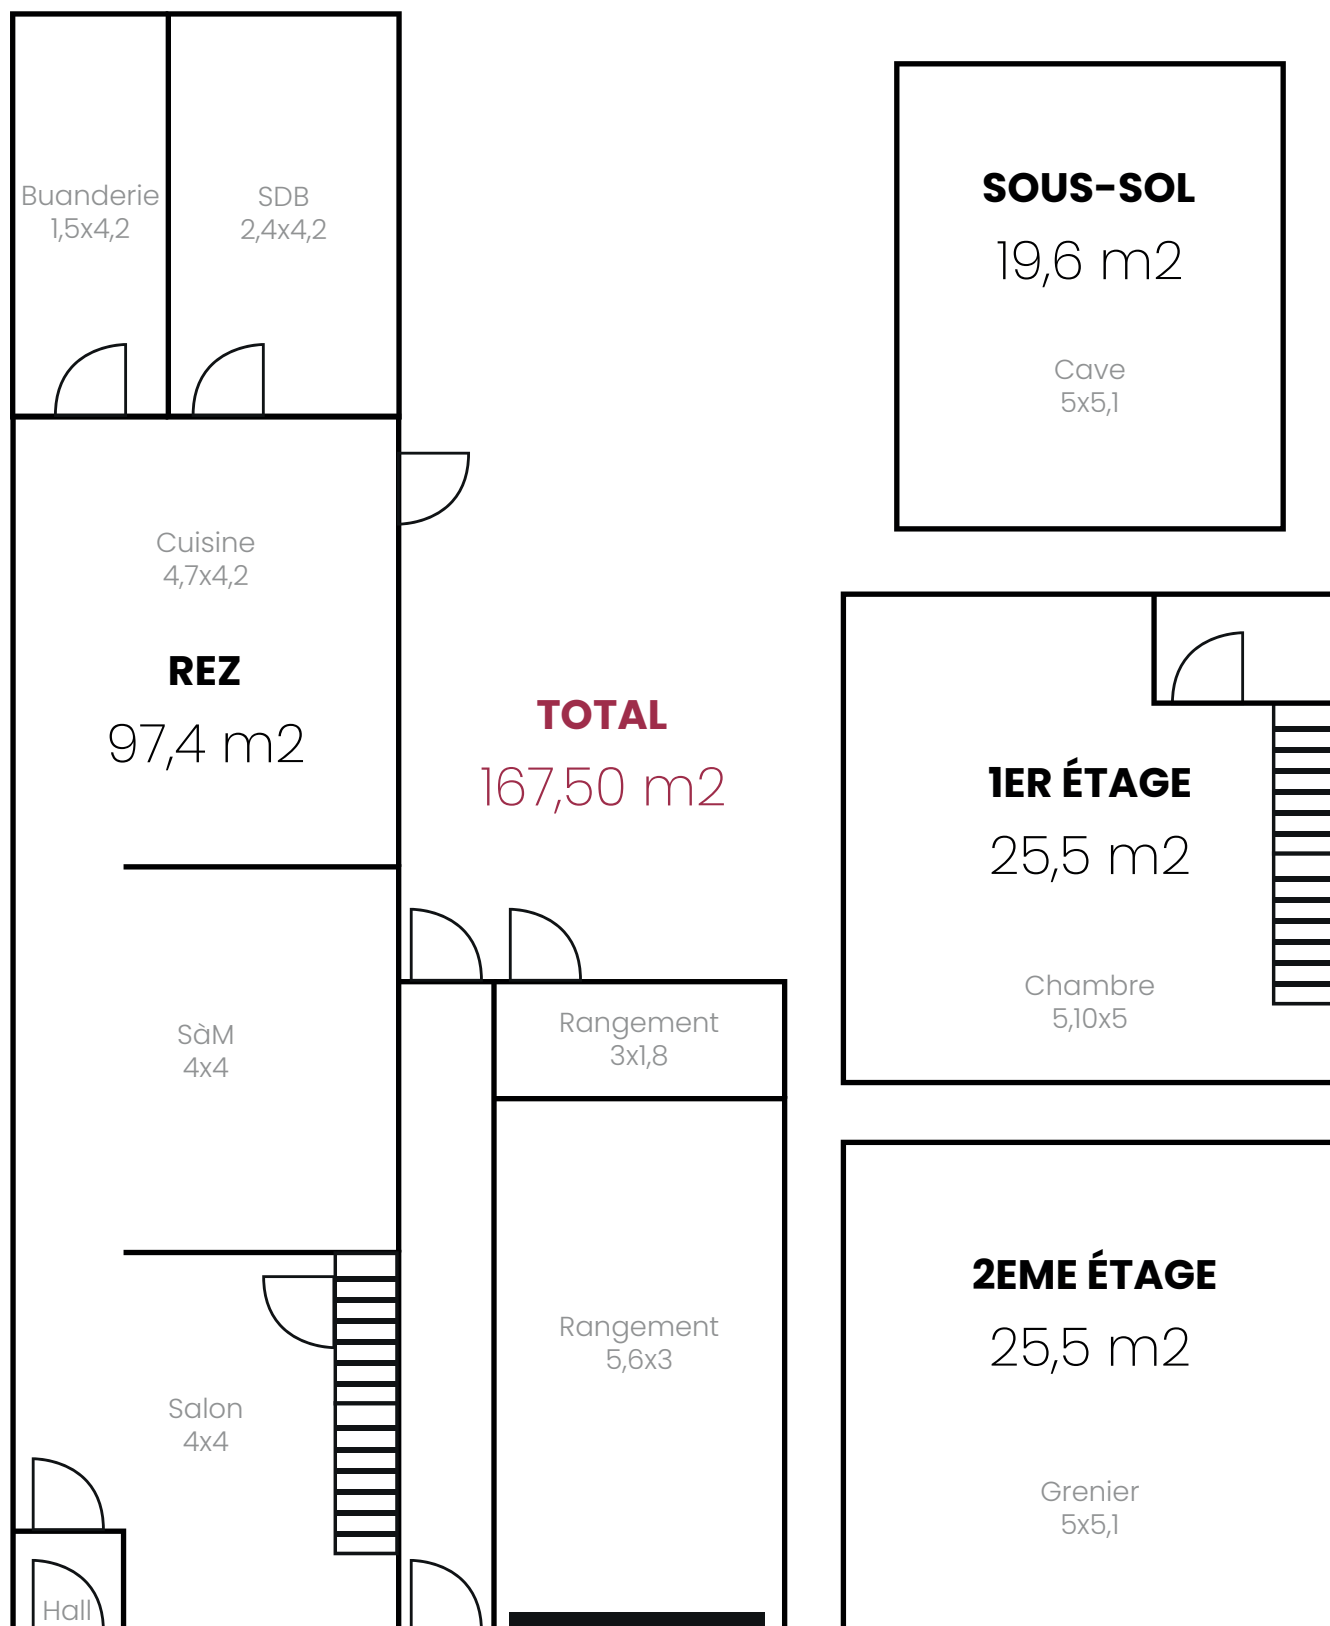 Buanderie
1,5x4,2
SDB
2,4x4,2
Cuisine
4,7x4,2
REZ
97,4 m2
SàM
4x4
Salon
4x4
Hall
TOTAL
167,50 m2
Rangement
3x1,8
Rangement
5,6x3
SOUS-SOL
19,6 m2
Cave
5x5,1
1ER ÉTAGE
25,5 m2
Chambre
5,10x5
2EME ÉTAGE
25,5 m2
Grenier
5x5,1